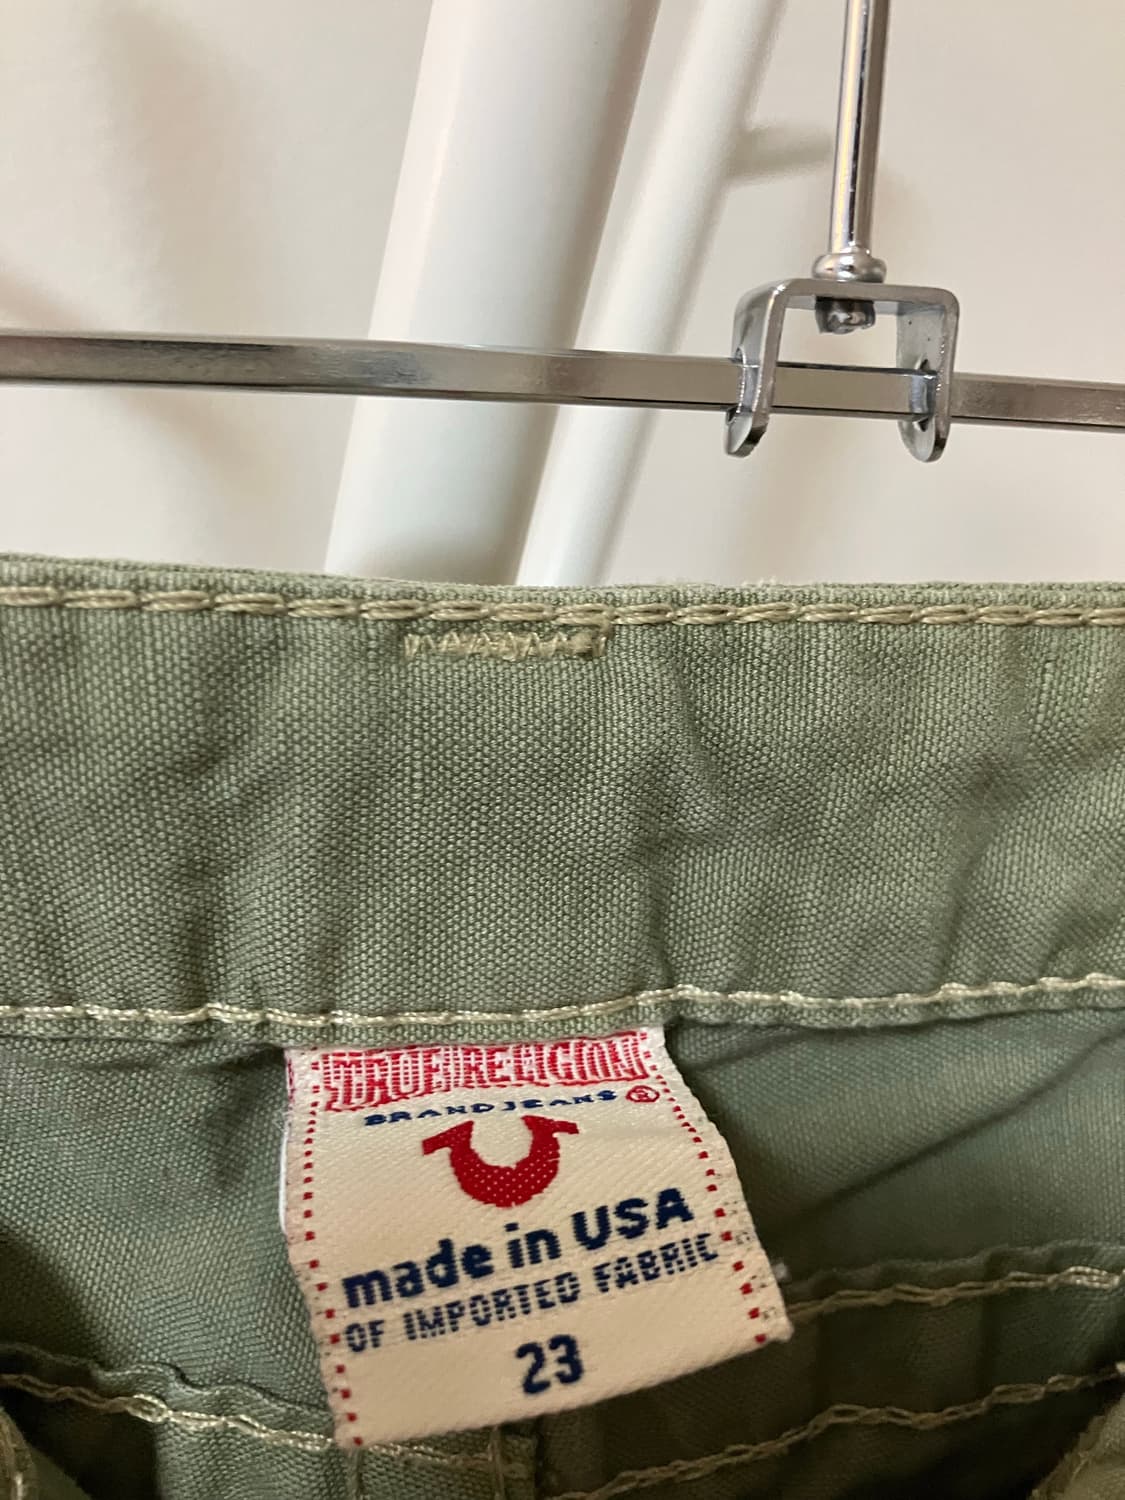 TRUE RELIGION
BRAND JEANS ®
made in USA
OF IMPORTED FABRIC
23